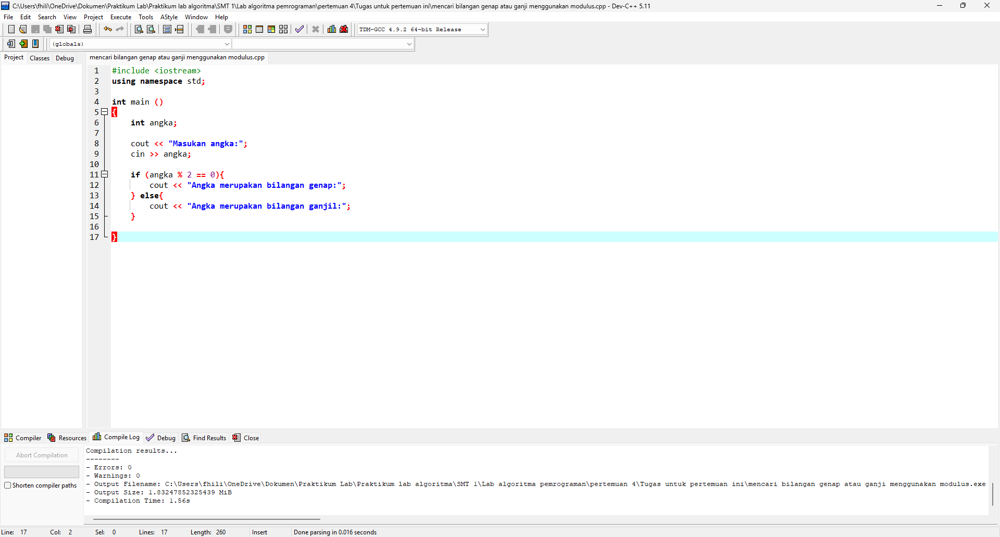 C:\Users\fhili\OneDrive\Dokumen\Praktikum Lab\Praktikum lab algoritma\SMT 1\Lab algoritma pemrograman\pertemuan 4\Tugas untuk pertemuan ini\mencari bilangan genap atau ganji menggunakan modulus.cpp - Dev-C++ 5.11
File Edit Search View Project Execute Tools AStyle Window Help
TDM-GCC 4.9.2 64-bit Release
(globals)
Project Classes Debug
mencari bilangan genap atau ganji menggunakan modulus.cpp
1 #include <iostream>
2 using namespace std;
3
4 int main ()
5 {
6 int angka;
7
8 cout << "Masukan angka:";
9 cin >> angka;
10
11 if (angka % 2 == 0){
12 cout << "Angka merupakan bilangan genap:";
13 } else{
14 cout << "Angka merupakan bilangan ganjil:";
15 }
16
17 }
Compiler Resources Compile Log Debug Find Results Close
Abort Compilation
Shorten compiler paths
Compilation results...
--------
- Errors: 0
- Warnings: 0
- Output Filename: C:\Users\fhili\OneDrive\Dokumen\Praktikum Lab\Praktikum lab algoritma\SMT 1\Lab algoritma pemrograman\pertemuan 4\Tugas untuk pertemuan ini\mencari bilangan genap atau ganji menggunakan modulus.exe
- Output Size: 1.83247852325439 MiB
- Compilation Time: 1.56s
Line: 17 Col: 2 Sel: 0 Lines: 17 Length: 260 Insert Done parsing in 0.016 seconds